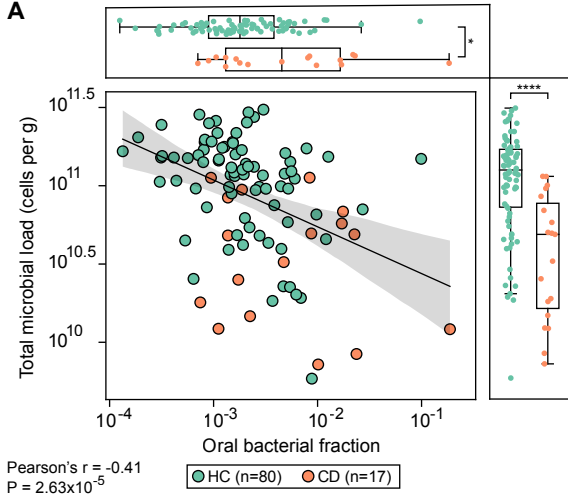 A
*
****
Total microbial load (cells per g)
10^11.5
10^11
10^10.5
10^10
10^-4 10^-3 10^-2 10^-1
Oral bacterial fraction
Pearson's r = -0.41
P = 2.63x10^-5
HC (n=80) CD (n=17)